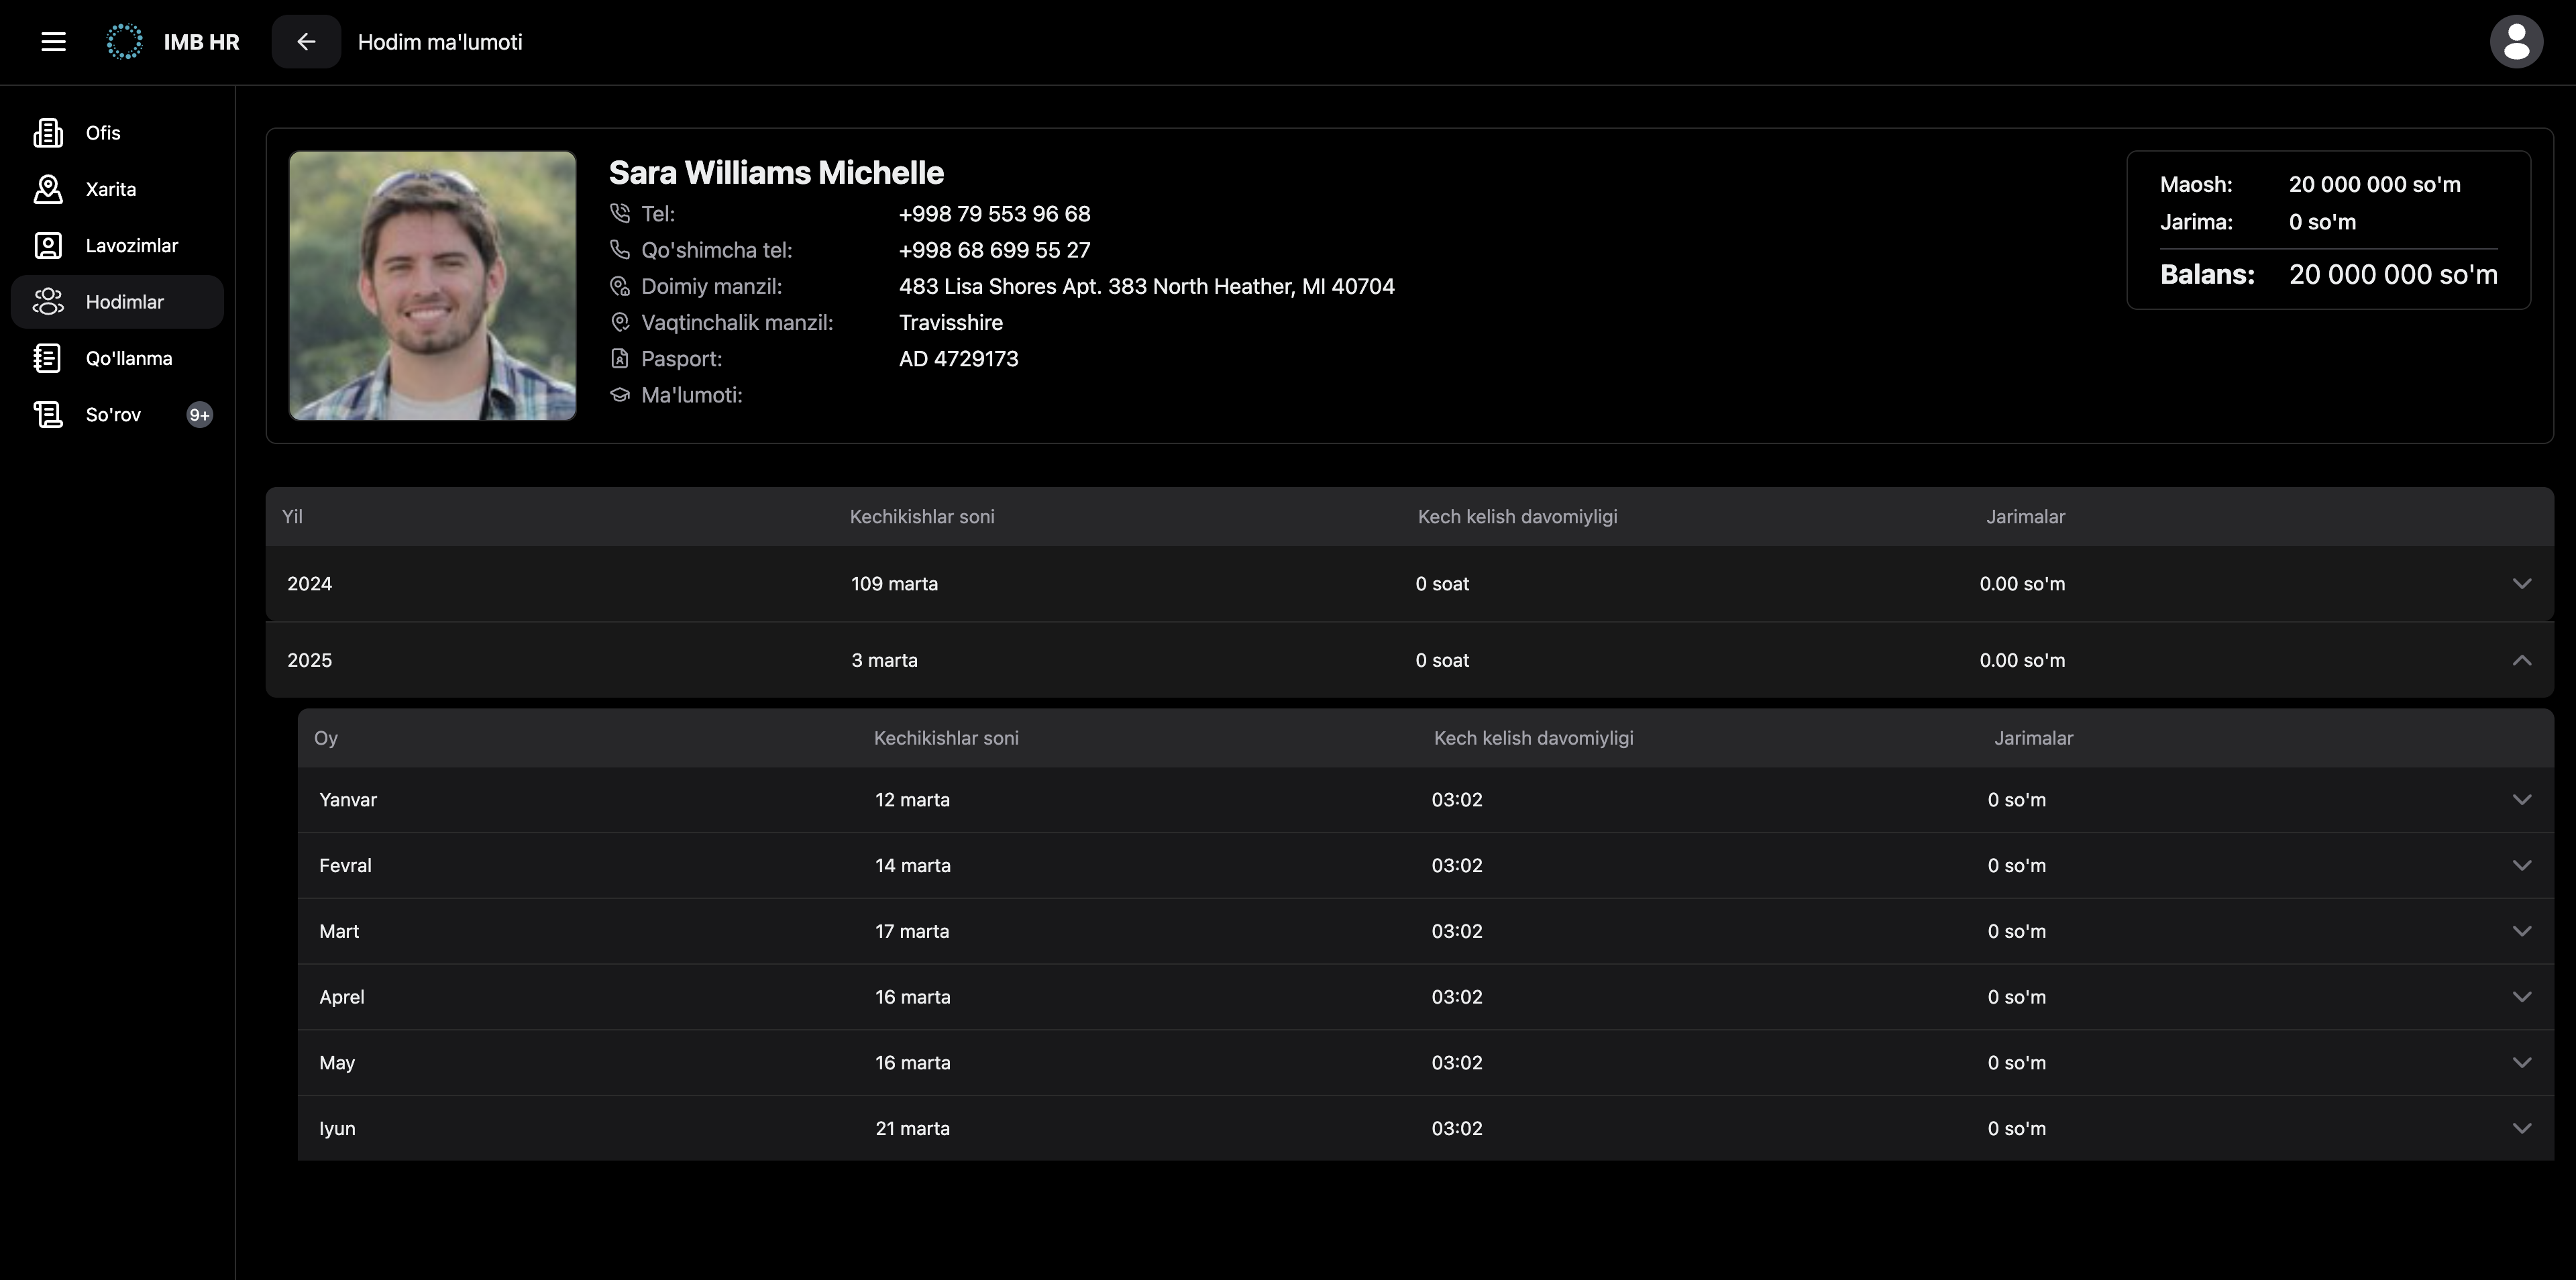 IMB HR
Hodim ma'lumoti
Ofis
Xarita
Lavozimlar
Hodimlar
Qo'llanma
So'rov 9+
Sara Williams Michelle
Tel: +998 79 553 96 68
Qo'shimcha tel: +998 68 699 55 27
Doimiy manzil: 483 Lisa Shores Apt. 383 North Heather, MI 40704
Vaqtinchalik manzil: Travisshire
Pasport: AD 4729173
Ma'lumoti:
Maosh: 20 000 000 so'm
Jarima: 0 so'm
Balans: 20 000 000 so'm
Yil Kechikishlar soni Kech kelish davomiyligi Jarimalar
2024 109 marta 0 soat 0.00 so'm
2025 3 marta 0 soat 0.00 so'm
Oy Kechikishlar soni Kech kelish davomiyligi Jarimalar
Yanvar 12 marta 03:02 0 so'm
Fevral 14 marta 03:02 0 so'm
Mart 17 marta 03:02 0 so'm
Aprel 16 marta 03:02 0 so'm
May 16 marta 03:02 0 so'm
Iyun 21 marta 03:02 0 so'm